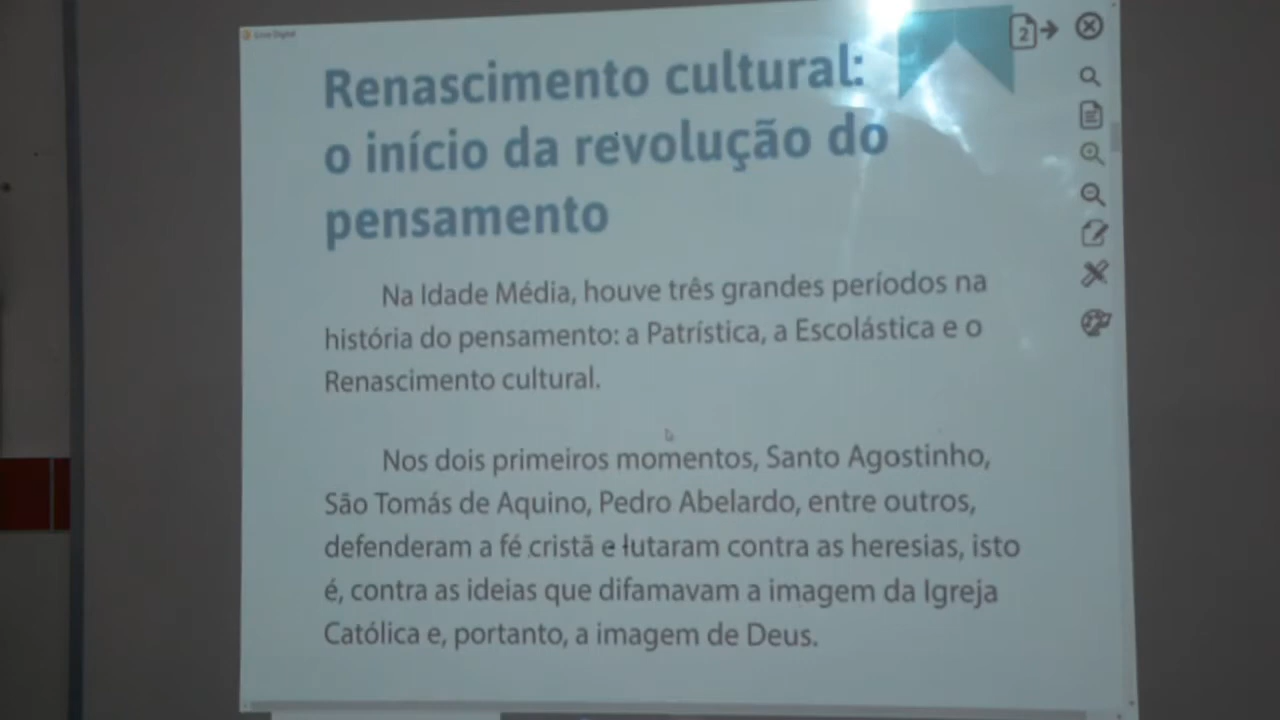 Livro Digital
2
Renascimento cultural:
o início da revolução do
pensamento
Na Idade Média, houve três grandes períodos na
história do pensamento: a Patrística, a Escolástica e o
Renascimento cultural.
Nos dois primeiros momentos, Santo Agostinho,
São Tomás de Aquino, Pedro Abelardo, entre outros,
defenderam a fé cristã e lutaram contra as heresias, isto
é, contra as ideias que difamavam a imagem da Igreja
Católica e, portanto, a imagem de Deus.